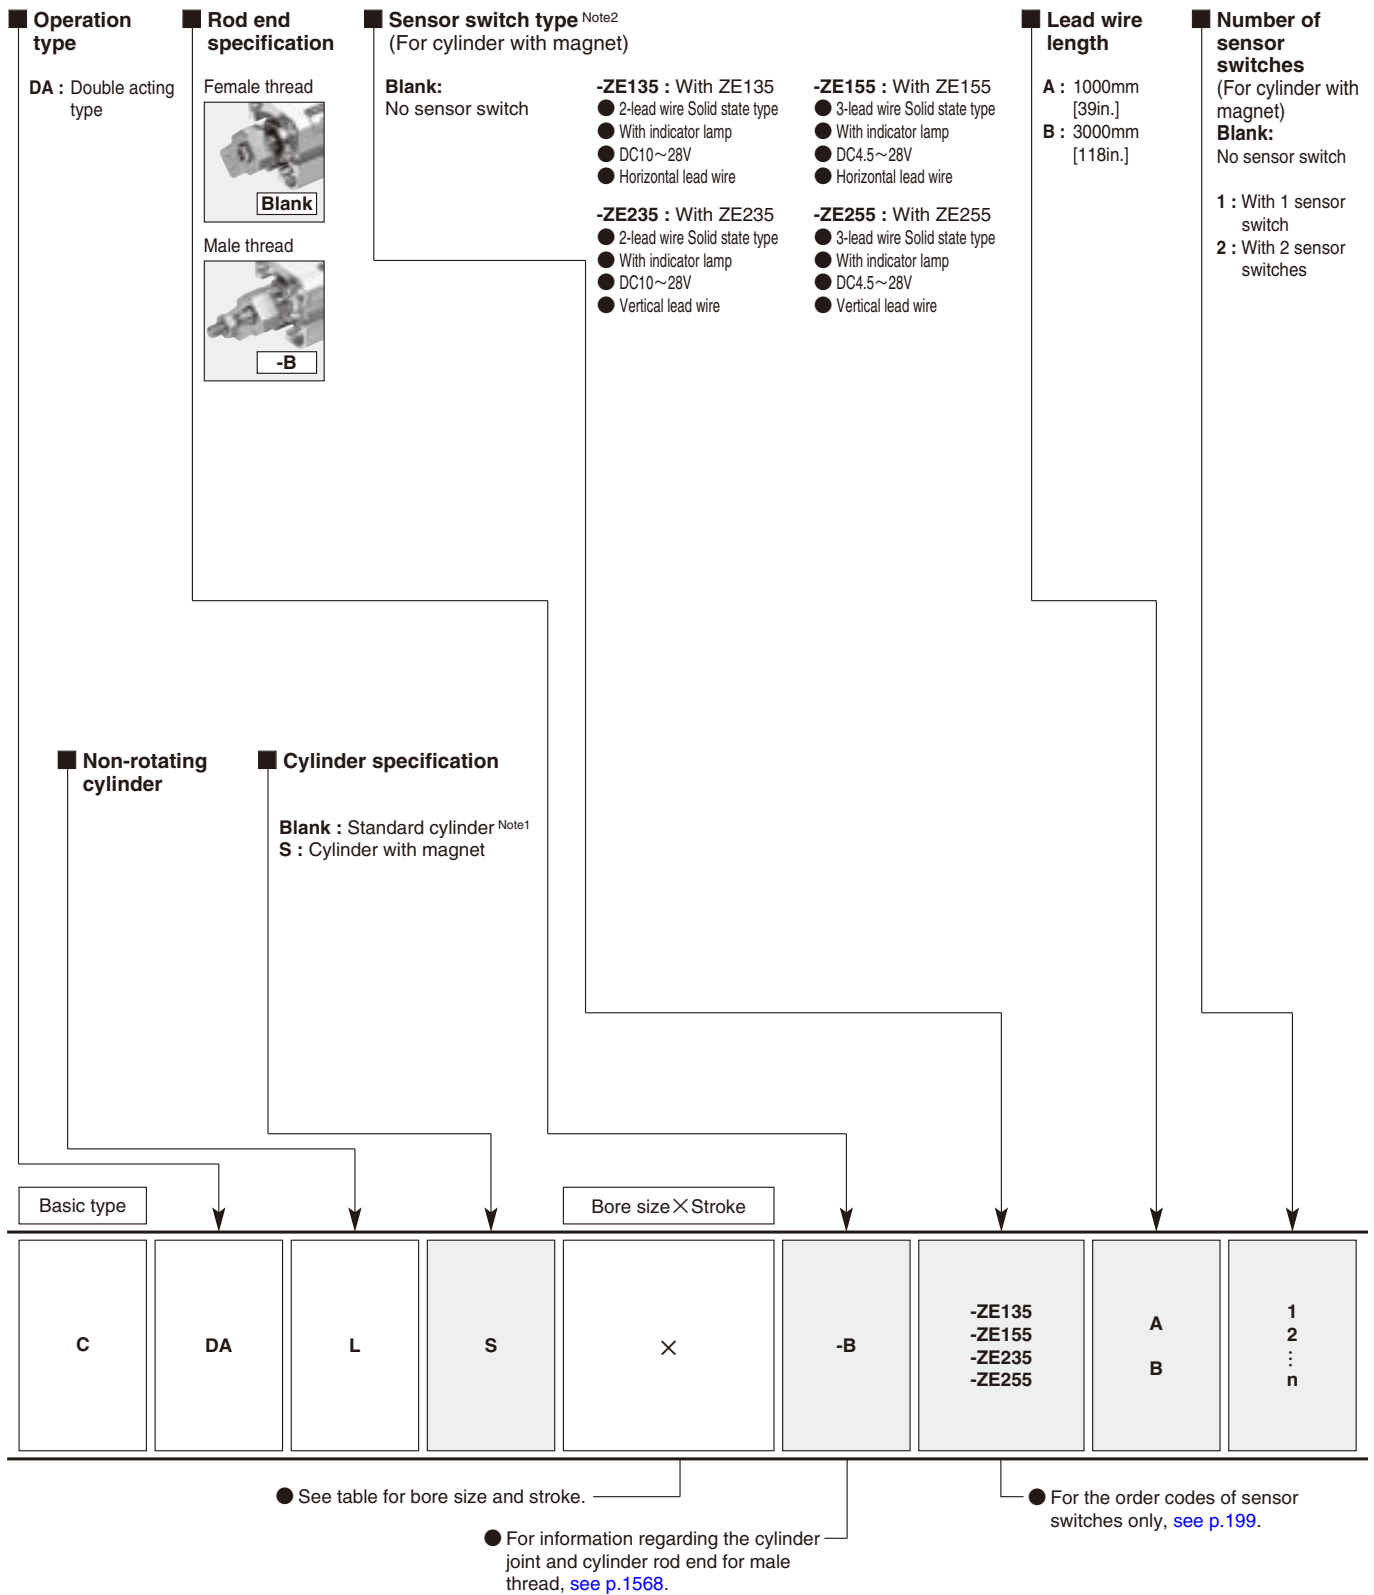 Operation
type
DA : Double acting
type
Rod end
specification
Female thread
Blank
Male thread
-B
Sensor switch type Note2
(For cylinder with magnet)
Blank:
No sensor switch
-ZE135 : With ZE135
● 2-lead wire Solid state type
● With indicator lamp
● DC10～28V
● Horizontal lead wire
-ZE155 : With ZE155
● 3-lead wire Solid state type
● With indicator lamp
● DC4.5～28V
● Horizontal lead wire
-ZE235 : With ZE235
● 2-lead wire Solid state type
● With indicator lamp
● DC10～28V
● Vertical lead wire
-ZE255 : With ZE255
● 3-lead wire Solid state type
● With indicator lamp
● DC4.5～28V
● Vertical lead wire
Lead wire
length
A : 1000mm
[39in.]
B : 3000mm
[118in.]
Number of
sensor
switches
(For cylinder with
magnet)
Blank:
No sensor switch
1 : With 1 sensor
switch
2 : With 2 sensor
switches
Non-rotating
cylinder
Cylinder specification
Blank : Standard cylinder Note1
S : Cylinder with magnet
Basic type
Bore size×Stroke
C
DA
L
S
×
-B
-ZE135
-ZE155
-ZE235
-ZE255
A
B
1
2
⋮
n
● See table for bore size and stroke.
● For information regarding the cylinder
joint and cylinder rod end for male
thread, see p.1568.
● For the order codes of sensor
switches only, see p.199.